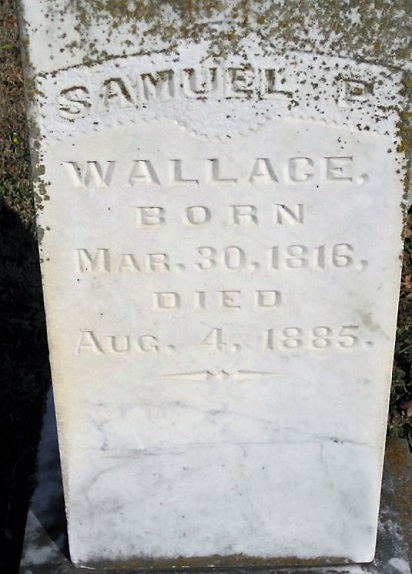 SAMUEL
WALLACE,
BORN
MAR. 30, 1816,
DIED
AUG. 4, 1885.